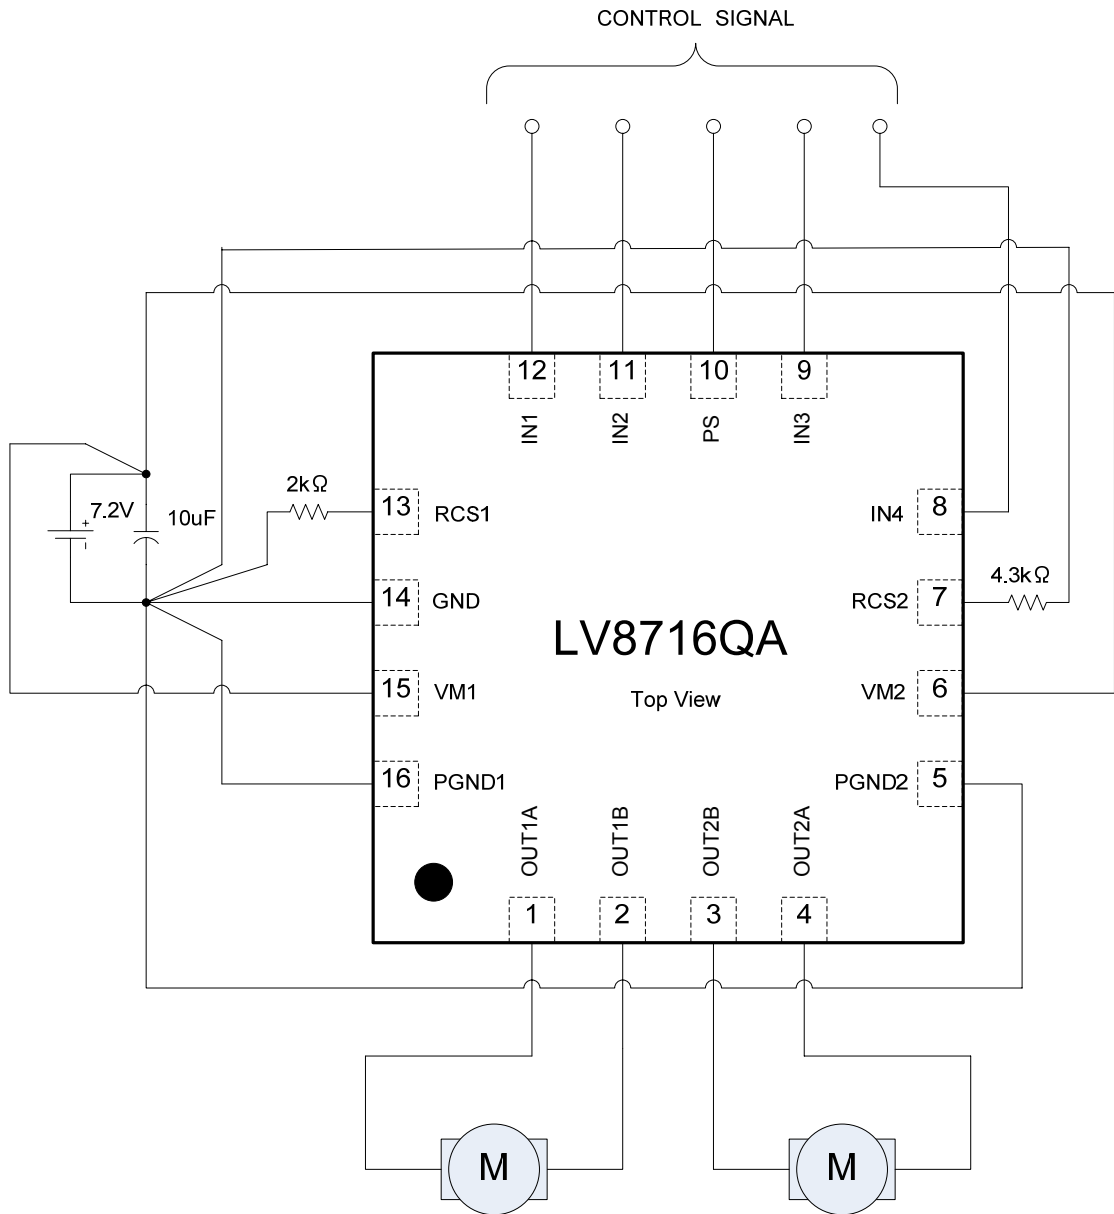 CONTROL SIGNAL
12
11
10
9
IN1
IN2
PS
IN3
7.2V
+
-
10uF
2kΩ
13
RCS1
IN4
8
4.3kΩ
14
GND
RCS2
7
LV8716QA
Top View
15
VM1
VM2
6
16
PGND1
PGND2
5
OUT1A
OUT1B
OUT2B
OUT2A
1
2
3
4
M
M